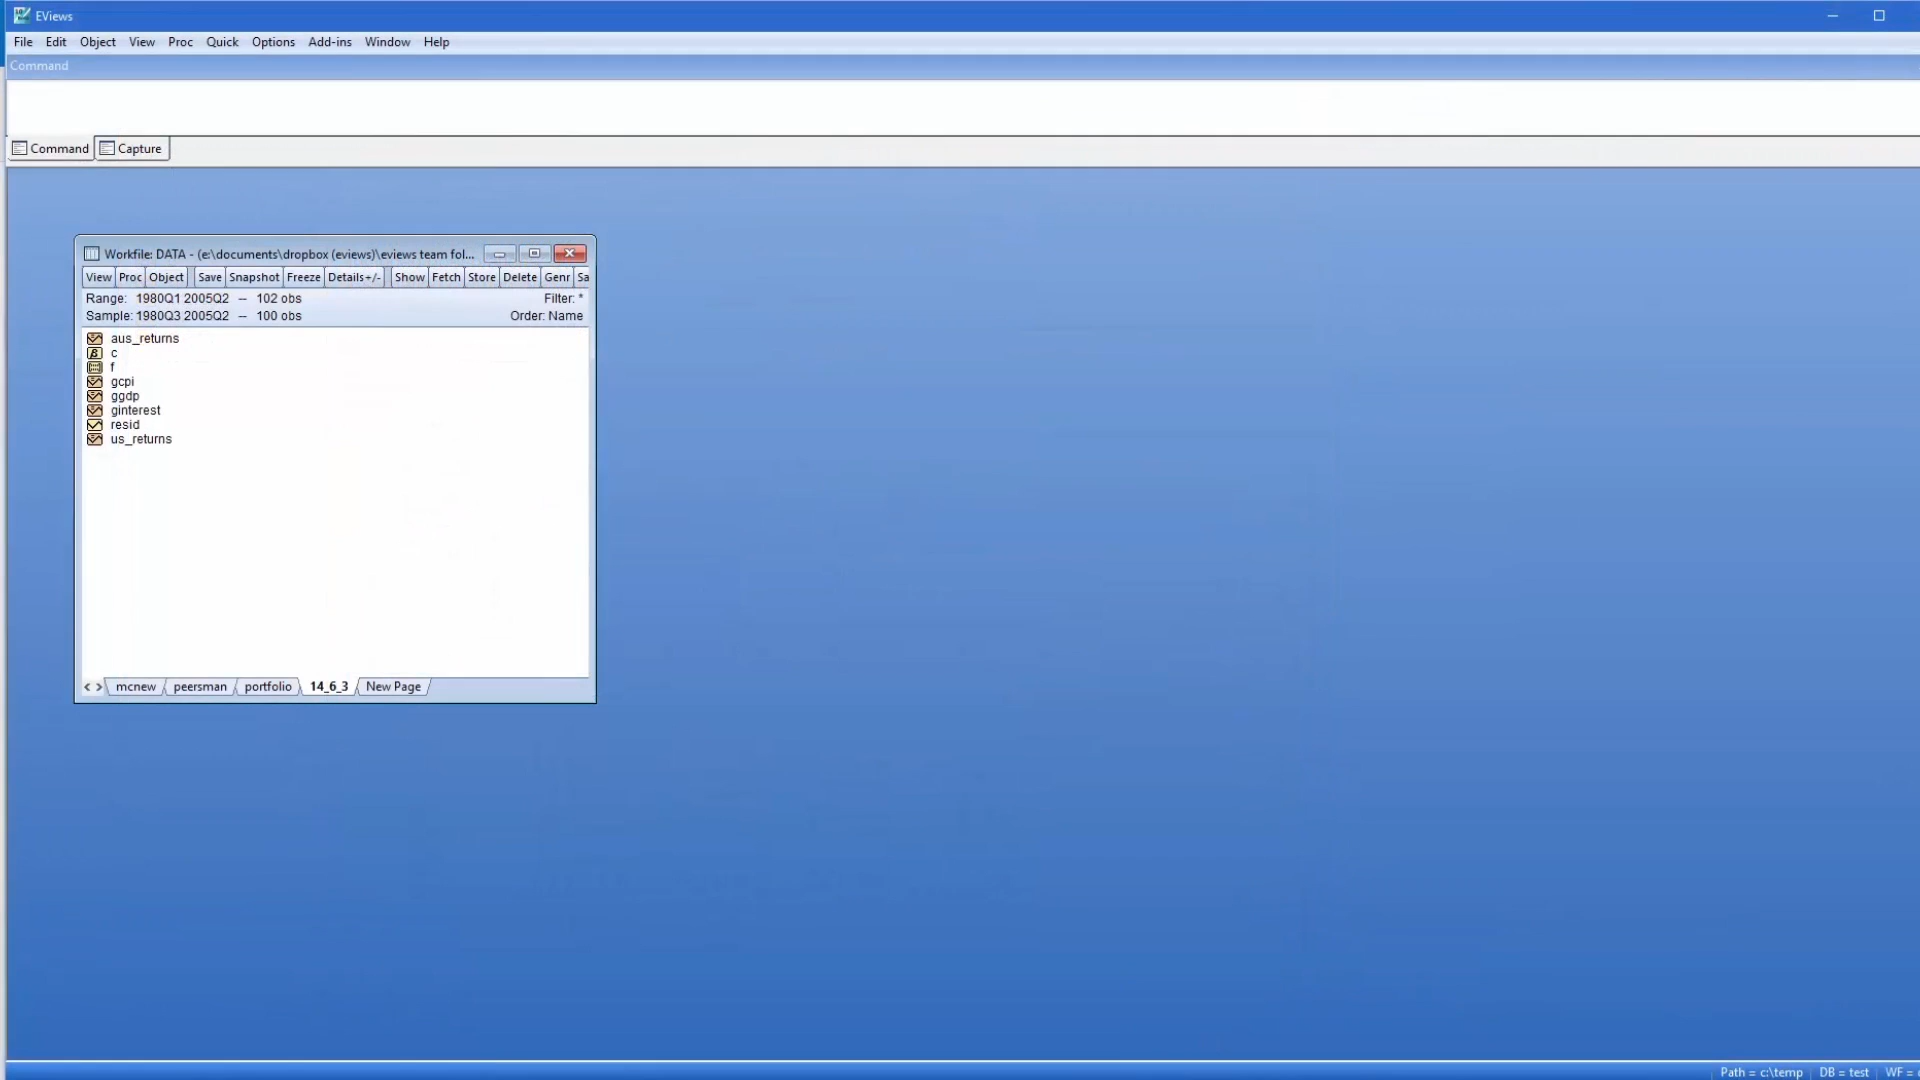 EViews
File Edit Object View Proc Quick Options Add-ins Window Help
Command
Command Capture
Workfile: DATA - (e:\documents\dropbox (eviews)\eviews team fol...
View Proc Object Save Snapshot Freeze Details+/- Show Fetch Store Delete Genr Sa
Range: 1980Q1 2005Q2 -- 102 obs Filter: *
Sample: 1980Q3 2005Q2 -- 100 obs Order: Name
aus_returns
β c
f
gcpi
ggdp
ginterest
resid
us_returns
< > mcnew peersman portfolio 14_6_3 New Page
Path = c:\temp DB = test WF =